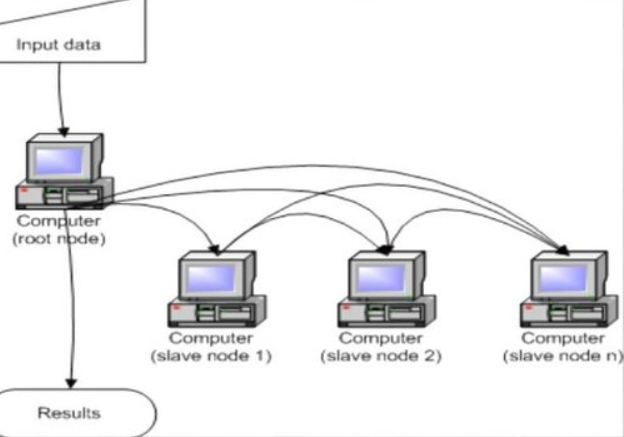 Input data
Computer
(root node)
Computer
(slave node 1)
Computer
(slave node 2)
Computer
(slave node n)
Results